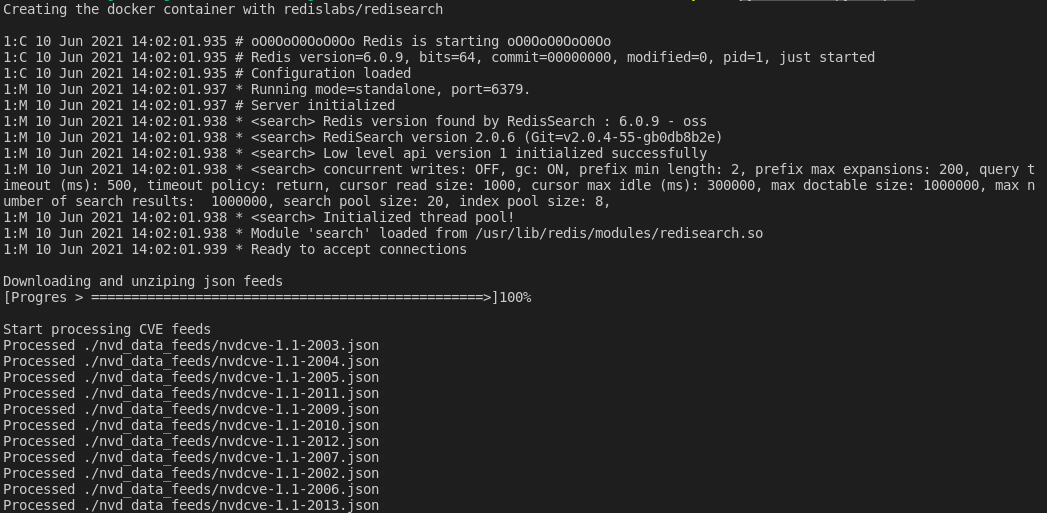 Creating the docker container with redislabs/redisearch
1:C 10 Jun 2021 14:02:01.935 # oO0OoO0OoO0Oo Redis is starting oO0OoO0OoO0Oo
1:C 10 Jun 2021 14:02:01.935 # Redis version=6.0.9, bits=64, commit=00000000, modified=0, pid=1, just started
1:C 10 Jun 2021 14:02:01.935 # Configuration loaded
1:M 10 Jun 2021 14:02:01.937 * Running mode=standalone, port=6379.
1:M 10 Jun 2021 14:02:01.937 # Server initialized
1:M 10 Jun 2021 14:02:01.938 * <search> Redis version found by RedisSearch : 6.0.9 - oss
1:M 10 Jun 2021 14:02:01.938 * <search> RediSearch version 2.0.6 (Git=v2.0.4-55-gb0db8b2e)
1:M 10 Jun 2021 14:02:01.938 * <search> Low level api version 1 initialized successfully
1:M 10 Jun 2021 14:02:01.938 * <search> concurrent writes: OFF, gc: ON, prefix min length: 2, prefix max expansions: 200, query t
imeout (ms): 500, timeout policy: return, cursor read size: 1000, cursor max idle (ms): 300000, max doctable size: 1000000, max n
umber of search results:  1000000, search pool size: 20, index pool size: 8,
1:M 10 Jun 2021 14:02:01.938 * <search> Initialized thread pool!
1:M 10 Jun 2021 14:02:01.938 * Module 'search' loaded from /usr/lib/redis/modules/redisearch.so
1:M 10 Jun 2021 14:02:01.939 * Ready to accept connections
Downloading and unziping json feeds
[Progres > =================================================>]100%
Start processing CVE feeds
Processed ./nvd_data_feeds/nvdcve-1.1-2003.json
Processed ./nvd_data_feeds/nvdcve-1.1-2004.json
Processed ./nvd_data_feeds/nvdcve-1.1-2005.json
Processed ./nvd_data_feeds/nvdcve-1.1-2011.json
Processed ./nvd_data_feeds/nvdcve-1.1-2009.json
Processed ./nvd_data_feeds/nvdcve-1.1-2010.json
Processed ./nvd_data_feeds/nvdcve-1.1-2012.json
Processed ./nvd_data_feeds/nvdcve-1.1-2007.json
Processed ./nvd_data_feeds/nvdcve-1.1-2002.json
Processed ./nvd_data_feeds/nvdcve-1.1-2006.json
Processed ./nvd_data_feeds/nvdcve-1.1-2013.json